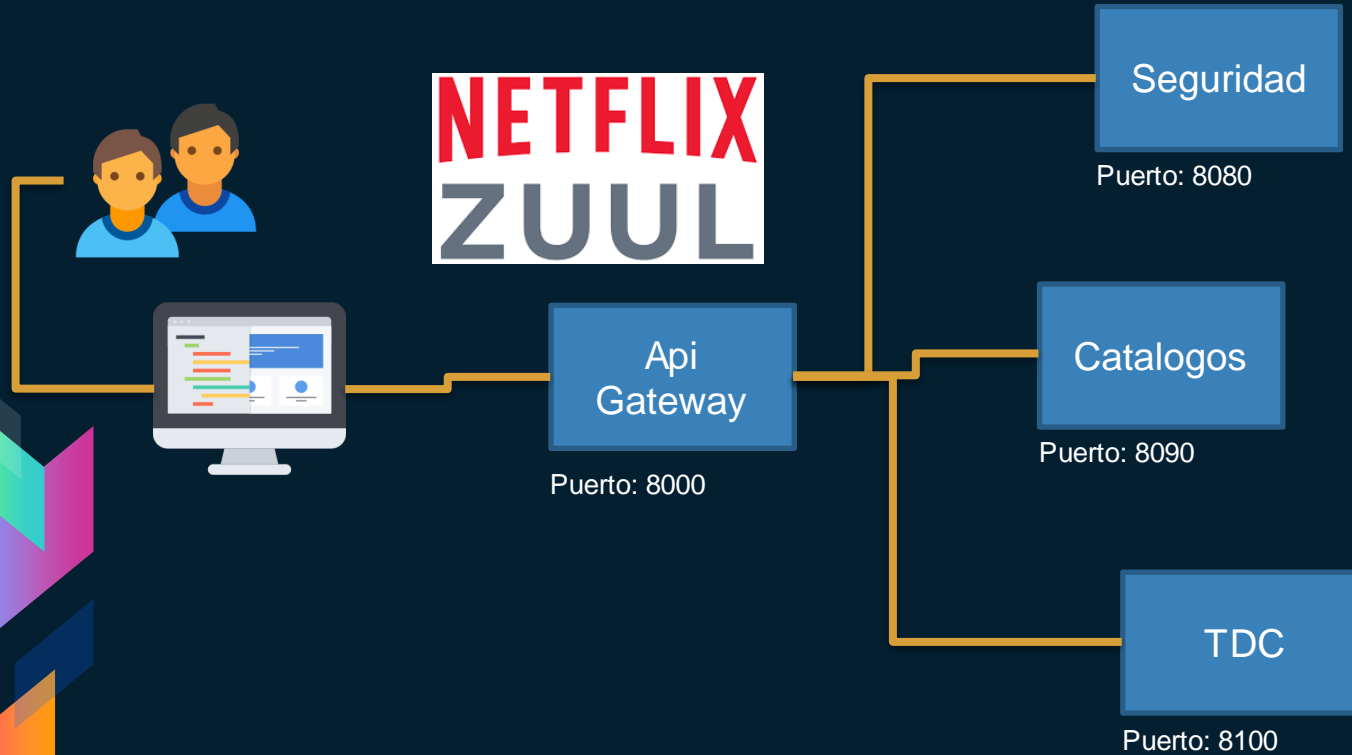 NETFLIX
ZUUL
Seguridad
Puerto: 8080
Api
Gateway
Puerto: 8000
Catalogos
Puerto: 8090
TDC
Puerto: 8100